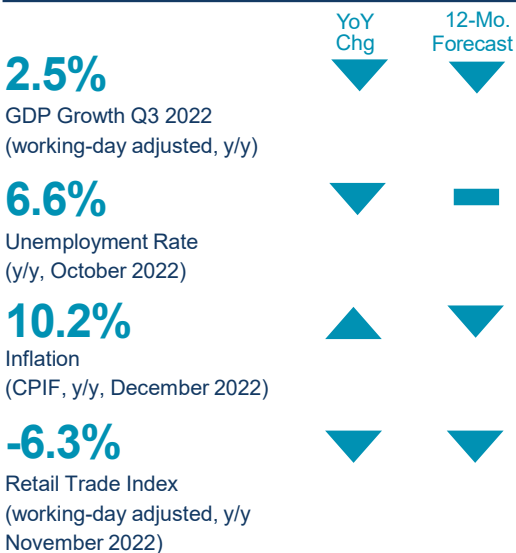 YoY
Chg
12-Mo.
Forecast
2.5%
GDP Growth Q3 2022
(working-day adjusted, y/y)
6.6%
Unemployment Rate
(y/y, October 2022)
10.2%
Inflation
(CPIF, y/y, December 2022)
-6.3%
Retail Trade Index
(working-day adjusted, y/y
November 2022)